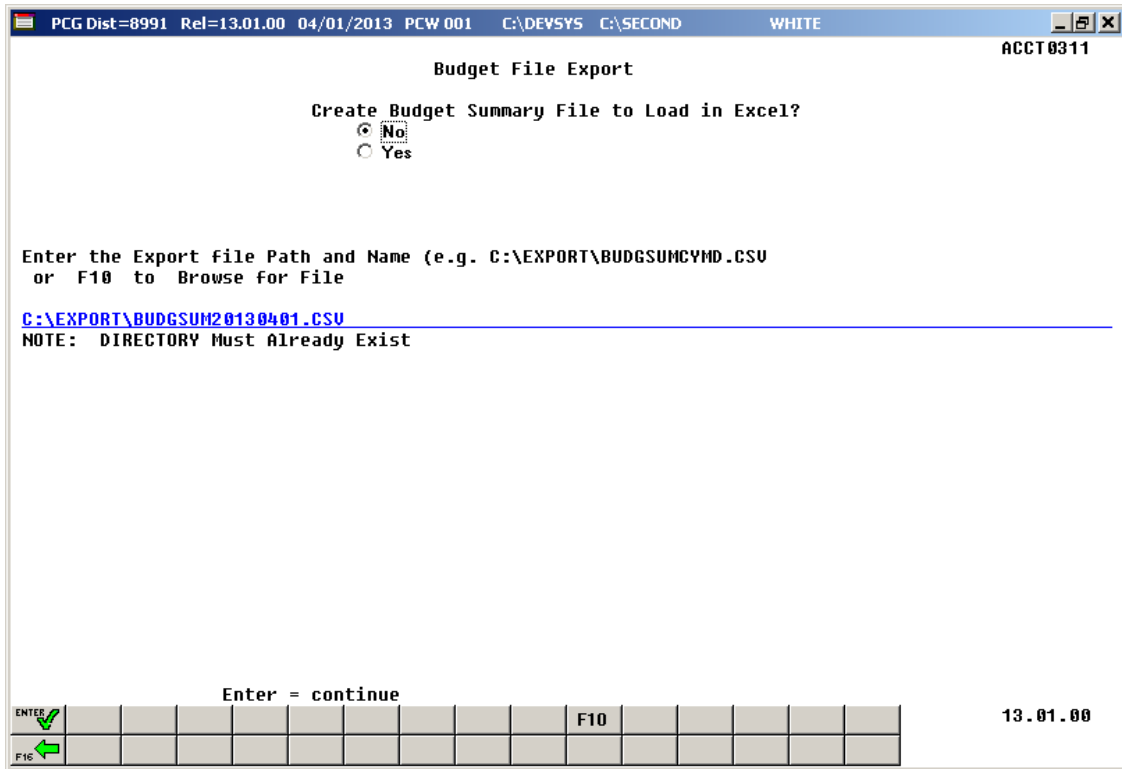 PCG Dist=8991 Rel=13.01.00 04/01/2013 PCW 001 C:\DEVSYS C:\SECOND WHITE
ACCT0311
Budget File Export
Create Budget Summary File to Load in Excel?
No
Yes
Enter the Export file Path and Name (e.g. C:\EXPORT\BUDGSUMCYMD.CSV
or F10 to Browse for File
C:\EXPORT\BUDGSUM20130401.CSV
NOTE: DIRECTORY Must Already Exist
Enter = continue
ENTER F10 13.01.00
F16